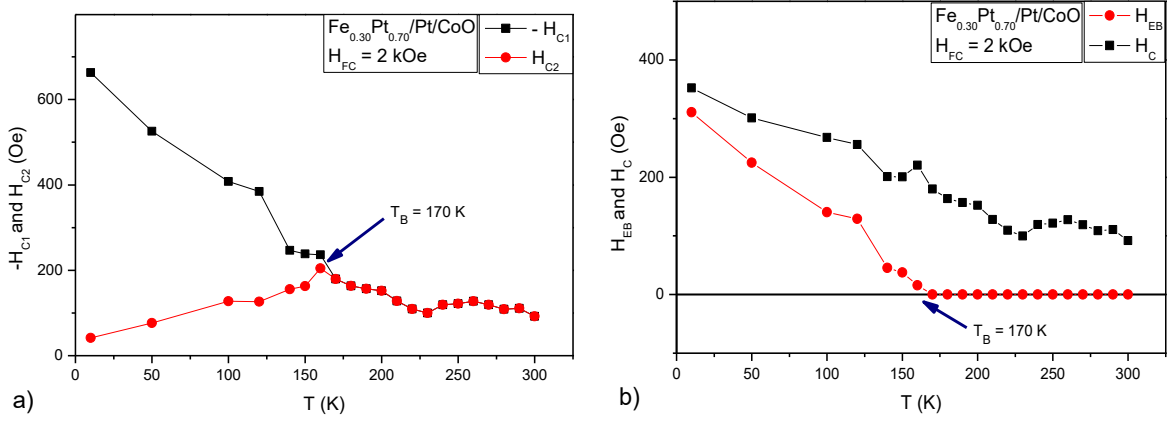 Fe0.30Pt0.70/Pt/CoO
HFC = 2 kOe
- HC1
HC2
600
400
200
0
-HC1 and HC2 (Oe)
TB = 170 K
0 50 100 150 200 250 300
T (K)
a)
Fe0.30Pt0.70/Pt/CoO
HFC = 2 kOe
HEB
HC
400
200
0
HEB and HC (Oe)
TB = 170 K
0 50 100 150 200 250 300
T (K)
b)